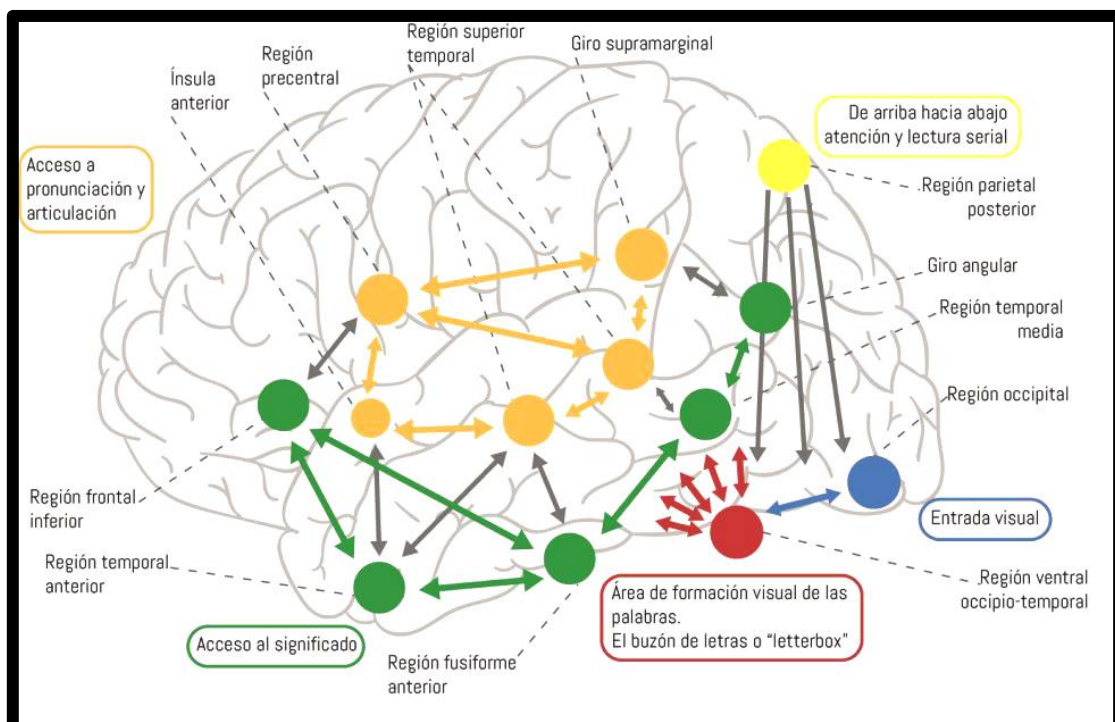 Región superior
temporal
Giro supramarginal
Región
precentral
Ínsula
anterior
De arriba hacia abajo
atención y lectura serial
Acceso a
pronunciación y
articulación
Región parietal
posterior
Giro angular
Región temporal
media
Región occipital
Región frontal
inferior
Entrada visual
Región temporal
anterior
Región ventral
occipio-temporal
Área de formación visual de las
palabras.
El buzón de letras o “letterbox”
Acceso al significado
Región fusiforme
anterior